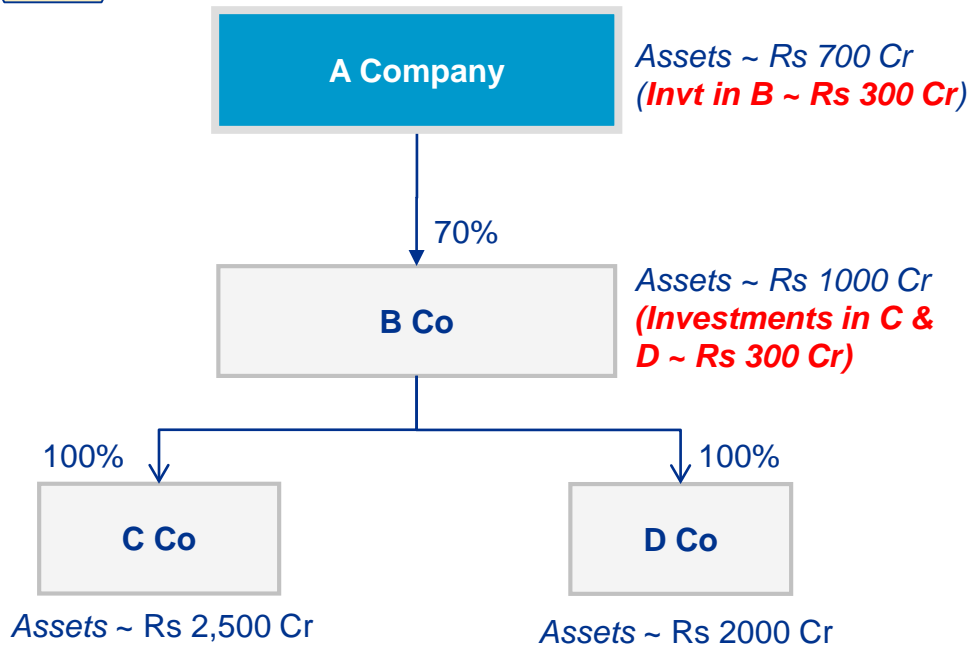 A Company
Assets ~ Rs 700 Cr
(Invt in B ~ Rs 300 Cr)
70%
B Co
Assets ~ Rs 1000 Cr
(Investments in C &
D ~ Rs 300 Cr)
100%
100%
C Co
D Co
Assets ~ Rs 2,500 Cr
Assets ~ Rs 2000 Cr